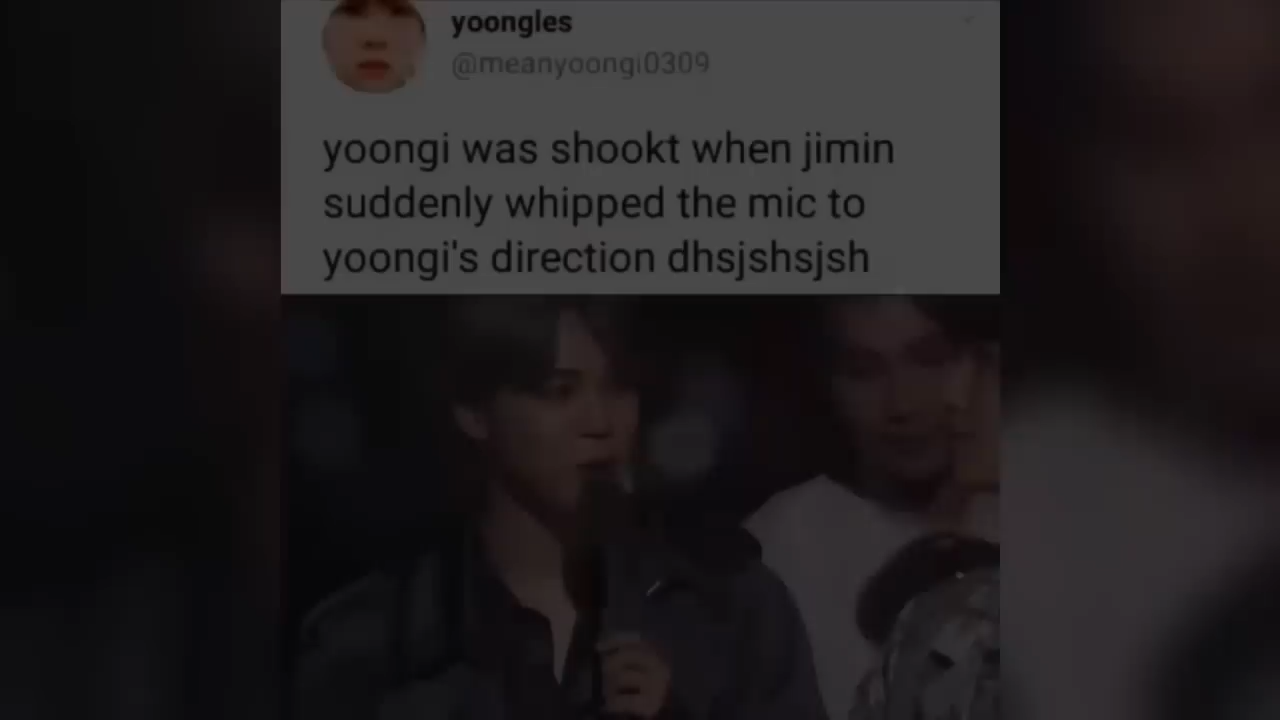 yoongles
@meanyoongi0309
yoongi was shookt when jimin
suddenly whipped the mic to
yoongi's direction dhsjshsjsh